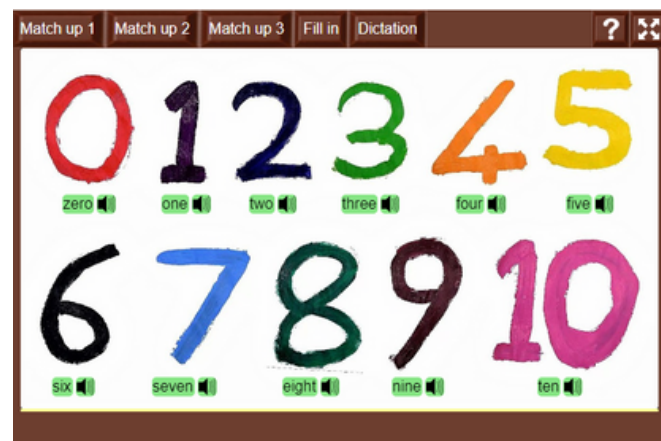 Match up 1 Match up 2 Match up 3 Fill in Dictation ?
0 1 2 3 4 5
zero one two three four five
6 7 8 9 10
six seven eight nine ten